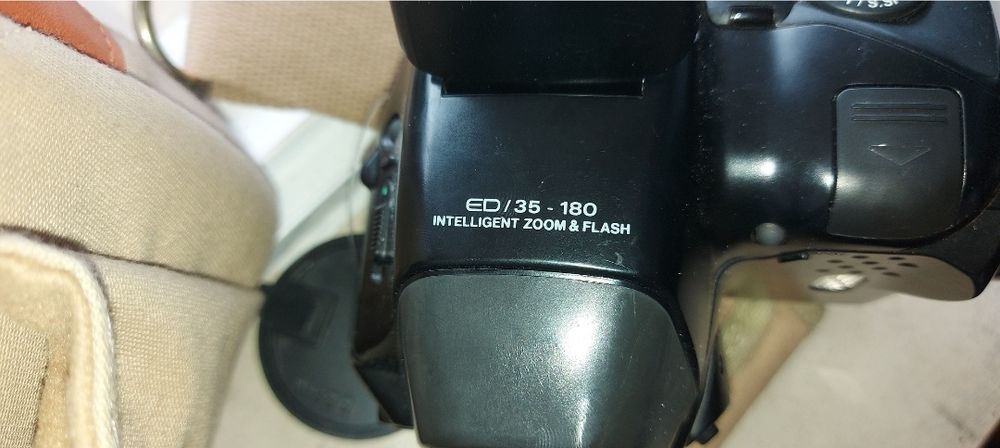 ED/35-180
INTELLIGENT ZOOM & FLASH